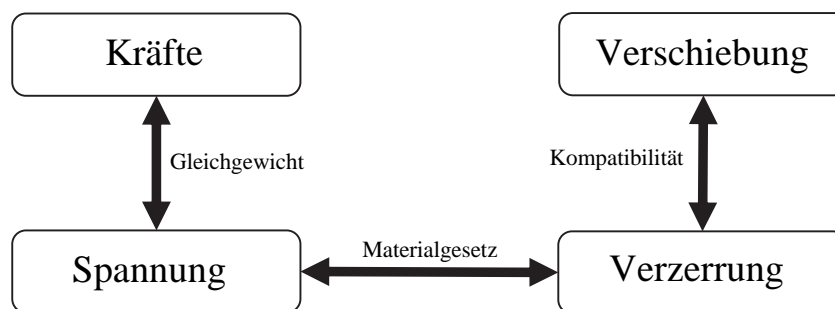 Kräfte
Verschiebung
Gleichgewicht
Kompatibilität
Materialgesetz
Spannung
Verzerrung